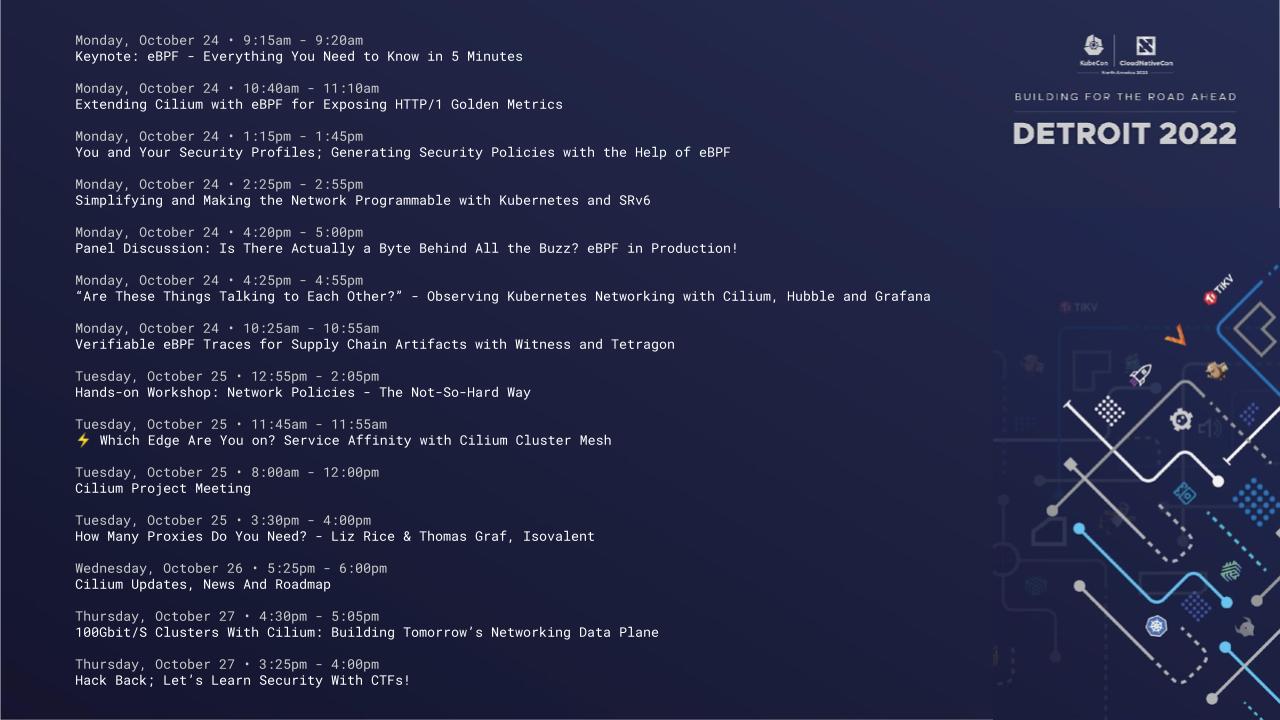 Monday, October 24 • 9:15am - 9:20am
Keynote: eBPF - Everything You Need to Know in 5 Minutes
Monday, October 24 • 10:40am - 11:10am
Extending Cilium with eBPF for Exposing HTTP/1 Golden Metrics
Monday, October 24 • 1:15pm - 1:45pm
You and Your Security Profiles; Generating Security Policies with the Help of eBPF
Monday, October 24 • 2:25pm - 2:55pm
Simplifying and Making the Network Programmable with Kubernetes and SRv6
Monday, October 24 • 4:20pm - 5:00pm
Panel Discussion: Is There Actually a Byte Behind All the Buzz? eBPF in Production!
Monday, October 24 • 4:25pm - 4:55pm
“Are These Things Talking to Each Other?” - Observing Kubernetes Networking with Cilium, Hubble and Grafana
Monday, October 24 • 10:25am - 10:55am
Verifiable eBPF Traces for Supply Chain Artifacts with Witness and Tetragon
Tuesday, October 25 • 12:55pm - 2:05pm
Hands-on Workshop: Network Policies - The Not-So-Hard Way
Tuesday, October 25 • 11:45am - 11:55am
⚡ Which Edge Are You on? Service Affinity with Cilium Cluster Mesh
Tuesday, October 25 • 8:00am - 12:00pm
Cilium Project Meeting
Tuesday, October 25 • 3:30pm - 4:00pm
How Many Proxies Do You Need? - Liz Rice & Thomas Graf, Isovalent
Wednesday, October 26 • 5:25pm - 6:00pm
Cilium Updates, News And Roadmap
Thursday, October 27 • 4:30pm - 5:05pm
100Gbit/S Clusters With Cilium: Building Tomorrow’s Networking Data Plane
Thursday, October 27 • 3:25pm - 4:00pm
Hack Back; Let’s Learn Security With CTFs!
KubeCon CloudNativeCon
North America 2022
BUILDING FOR THE ROAD AHEAD
DETROIT 2022
TiKV
TiKV